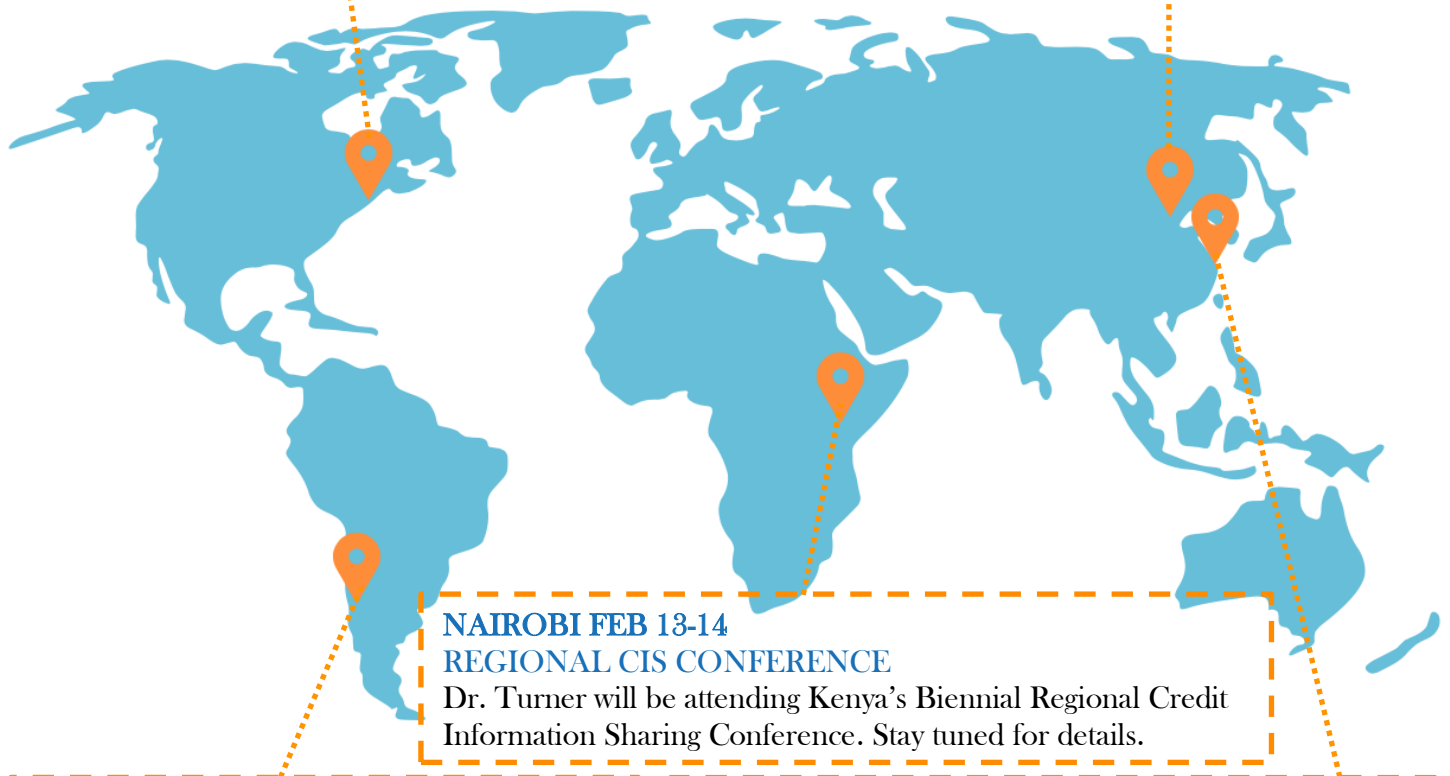 NAIROBI FEB 13-14
REGIONAL CIS CONFERENCE
Dr. Turner will be attending Kenya’s Biennial Regional Credit
Information Sharing Conference. Stay tuned for details.